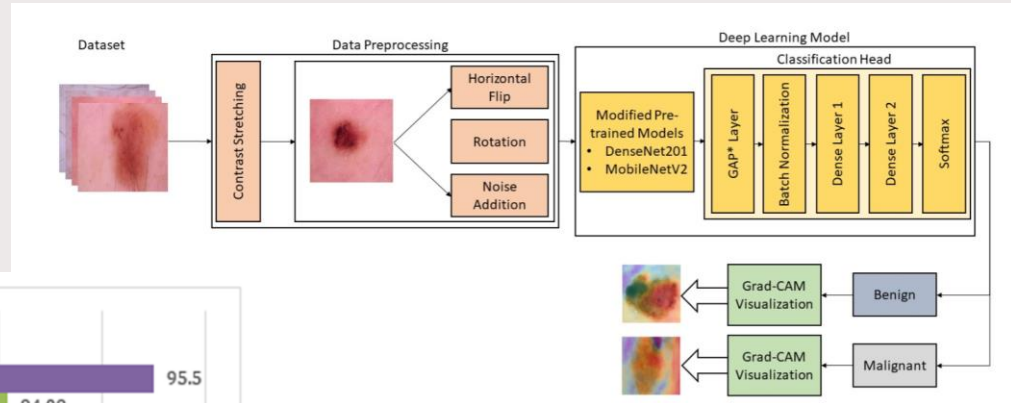 Dataset
Data Preprocessing
Contrast Stretching
Horizontal
Flip
Rotation
Noise
Addition
Deep Learning Model
Classification Head
Modified Pre-
trained Models
• DenseNet201
• MobileNetV2
GAP* Layer
Batch Normalization
Dense Layer 1
Dense Layer 2
Softmax
Grad-CAM
Visualization
Benign
Grad-CAM
Visualization
Malignant
95.5